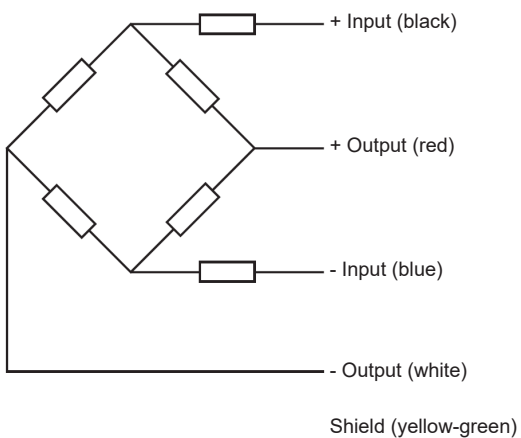 + Input (black)
+ Output (red)
- Input (blue)
- Output (white)
Shield (yellow-green)